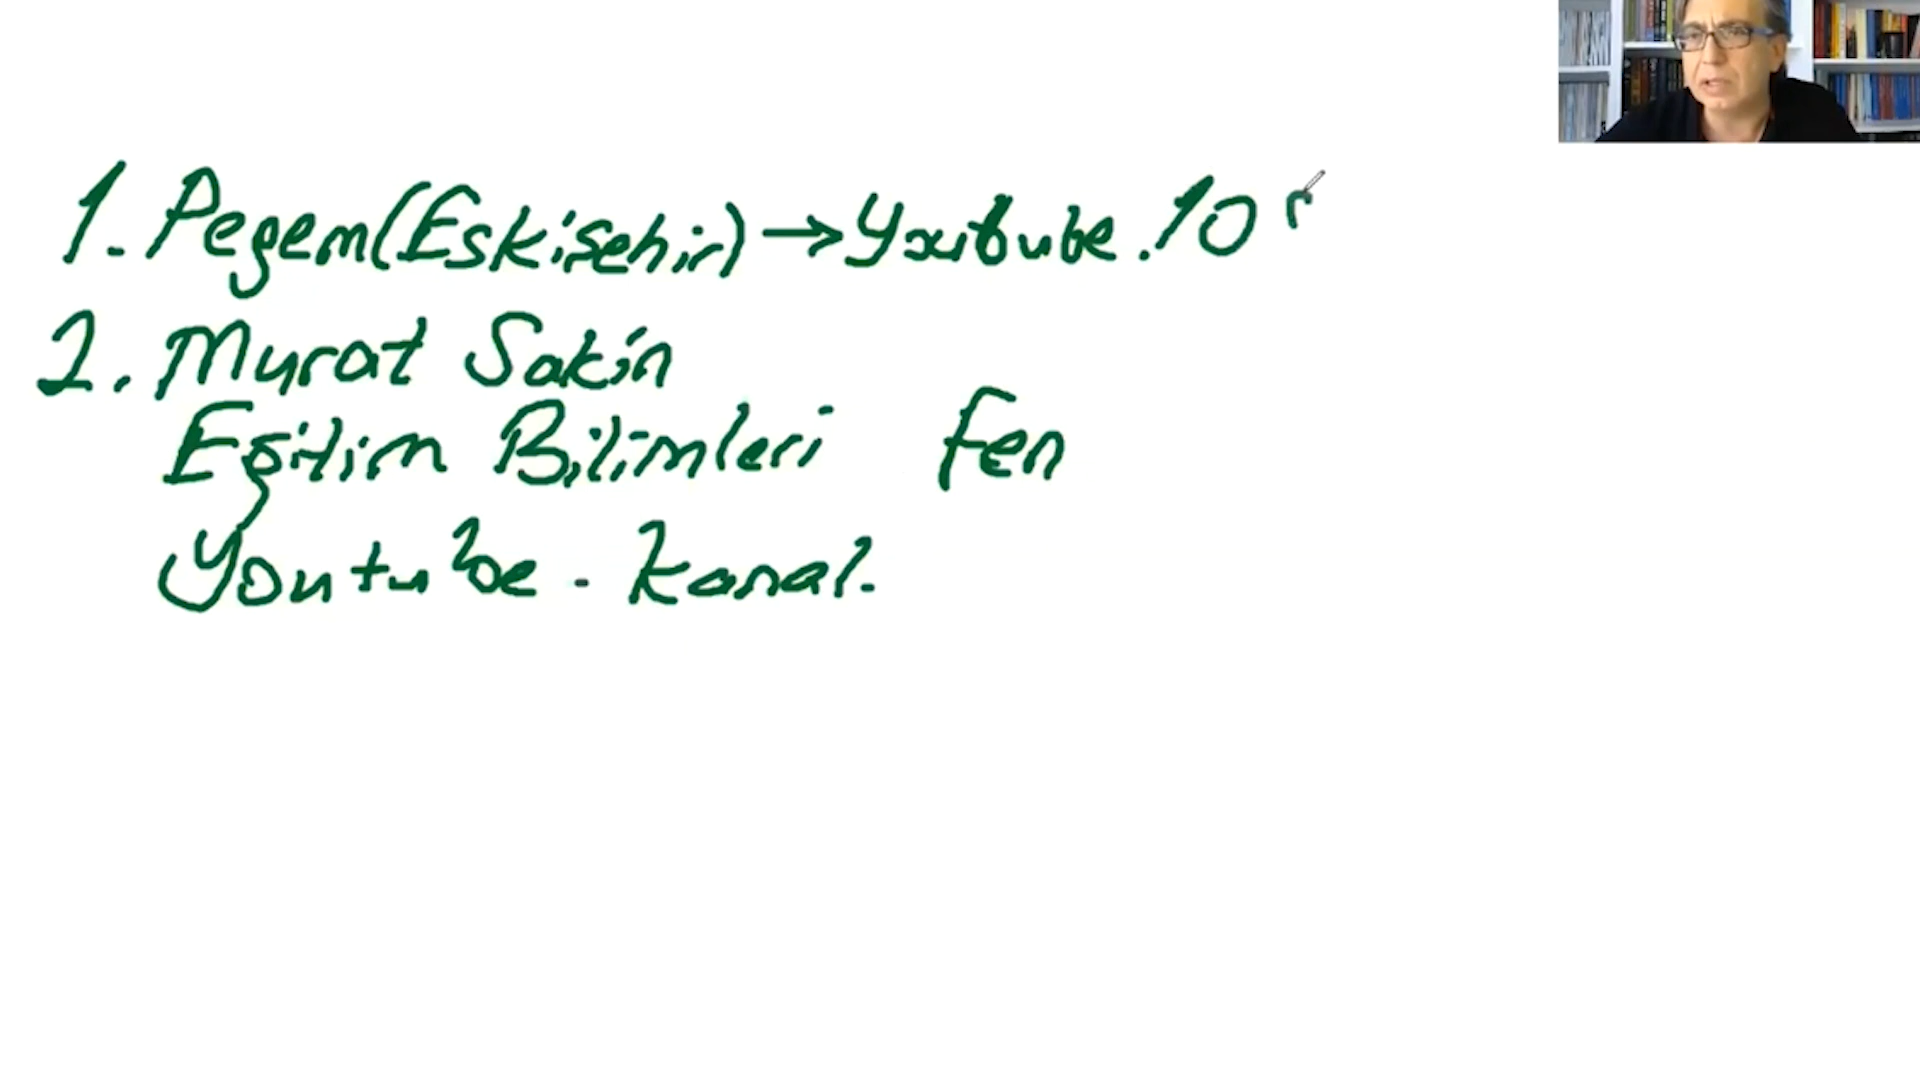 1. Pegem(Eskisehir) → Youtube. 10
2. Murat Sakin
Egitim Bilimleri Fen
Youtube. Kanal.